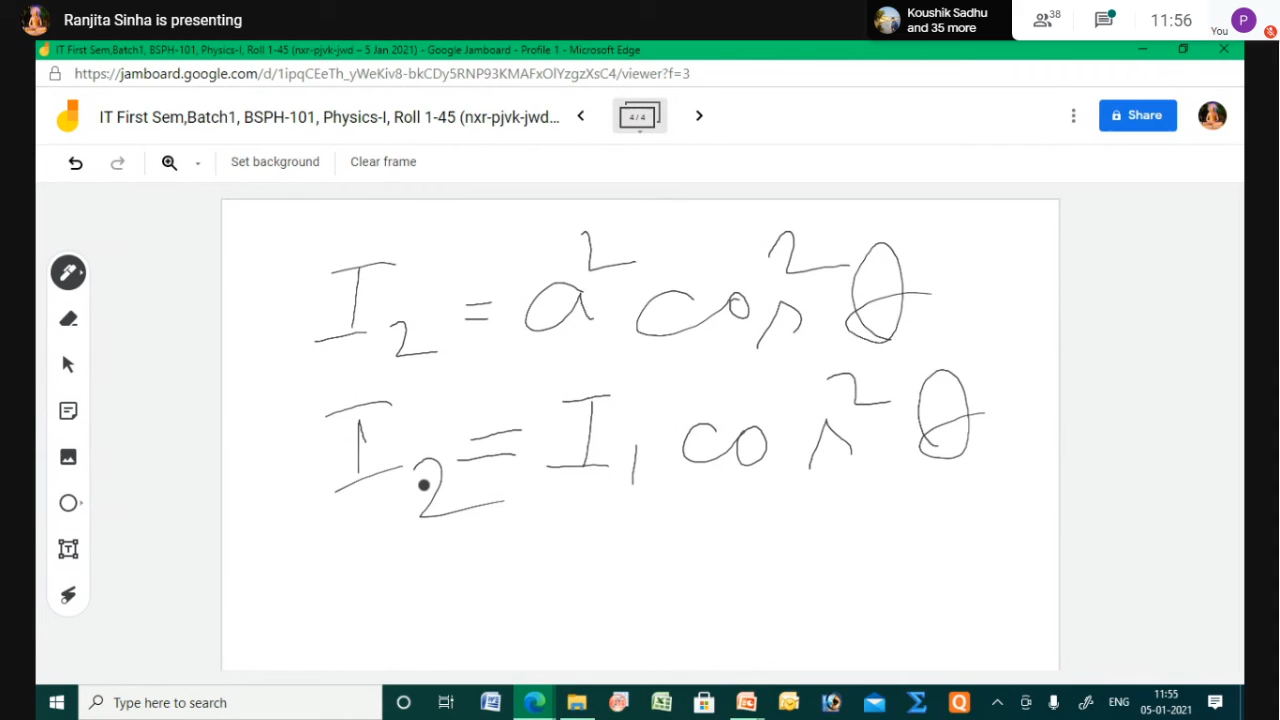 Ranjita Sinha is presenting
Koushik Sadhu
and 35 more
38
11:56
P
You
IT First Sem,Batch1, BSPH-101, Physics-I, Roll 1-45 (nxr-pjvk-jwd – 5 Jan 2021) - Google Jamboard - Profile 1 - Microsoft Edge
https://jamboard.google.com/d/1ipqCEeTh_yWeKiv8-bkCDy5RNP93KMAFxOlYzgzXsC4/viewer?f=3
IT First Sem,Batch1, BSPH-101, Physics-I, Roll 1-45 (nxr-pjvk-jwd...
4/4
Share
Set background
Clear frame
I₂ = a² cos² θ
I₂ = I₁ cos² θ
Type here to search
ENG
11:55
05-01-2021